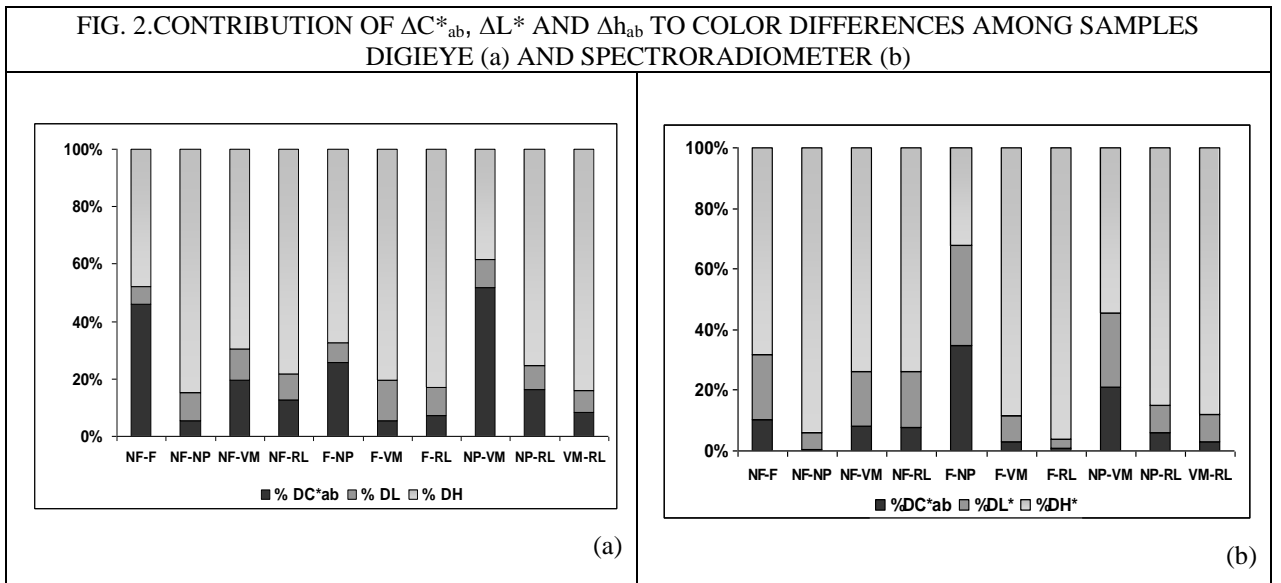 FIG. 2.CONTRIBUTION OF ΔC*ab, ΔL* AND Δhab TO COLOR DIFFERENCES AMONG SAMPLES
DIGIEYE (a) AND SPECTRORADIOMETER (b)
100%
80%
60%
40%
20%
0%
NF-F NF-NP NF-VM NF-RL F-NP F-VM F-RL NP-VM NP-RL VM-RL
% DC*ab % DL % DH
(a)
100%
80%
60%
40%
20%
0%
NF-F NF-NP NF-VM NF-RL F-NP F-VM F-RL NP-VM NP-RL VM-RL
%DC*ab %DL* %DH*
(b)